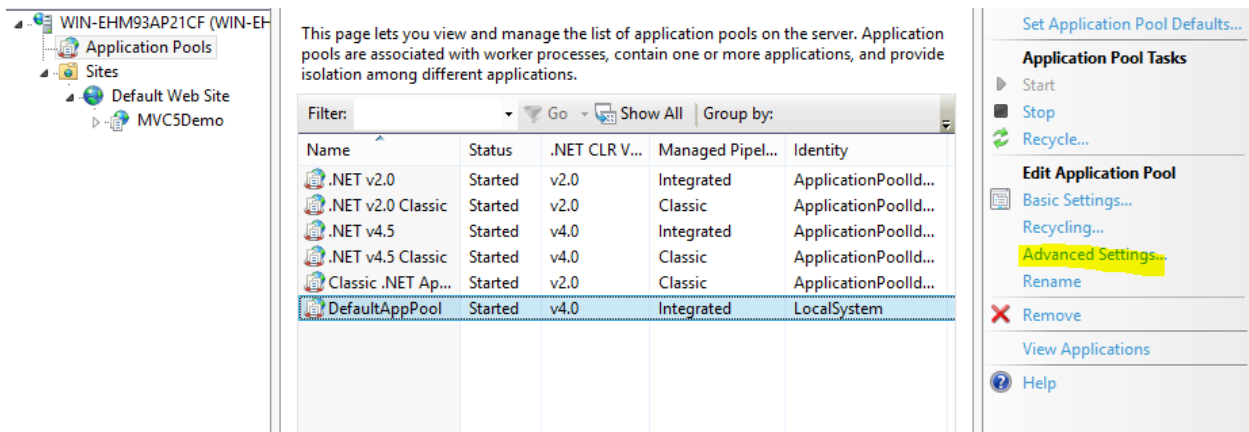 WIN-EHM93AP21CF (WIN-EH
Application Pools
Sites
Default Web Site
MVC5Demo
This page lets you view and manage the list of application pools on the server. Application
pools are associated with worker processes, contain one or more applications, and provide
isolation among different applications.
Filter: Go Show All Group by:
Name Status .NET CLR V... Managed Pipel... Identity
.NET v2.0 Started v2.0 Integrated ApplicationPoolId...
.NET v2.0 Classic Started v2.0 Classic ApplicationPoolId...
.NET v4.5 Started v4.0 Integrated ApplicationPoolId...
.NET v4.5 Classic Started v4.0 Classic ApplicationPoolId...
Classic .NET Ap... Started v2.0 Classic ApplicationPoolId...
DefaultAppPool Started v4.0 Integrated LocalSystem
Set Application Pool Defaults...
Application Pool Tasks
Start
Stop
Recycle...
Edit Application Pool
Basic Settings...
Recycling...
Advanced Settings...
Rename
Remove
View Applications
Help